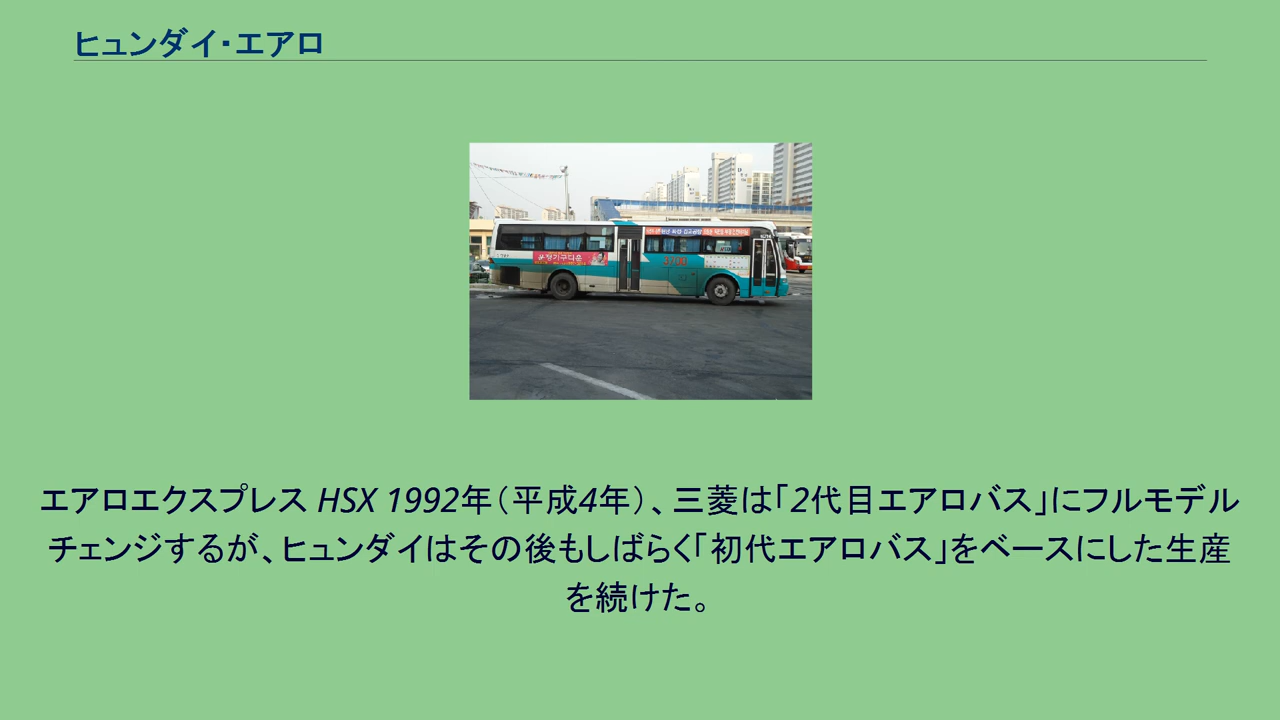 ヒュンダイ・エアロ
エアロエクスプレス HSX 1992年（平成4年）、三菱は「2代目エアロバス」にフルモデル
チェンジするが、ヒュンダイはその後もしばらく「初代エアロバス」をベースにした生産
を続けた。